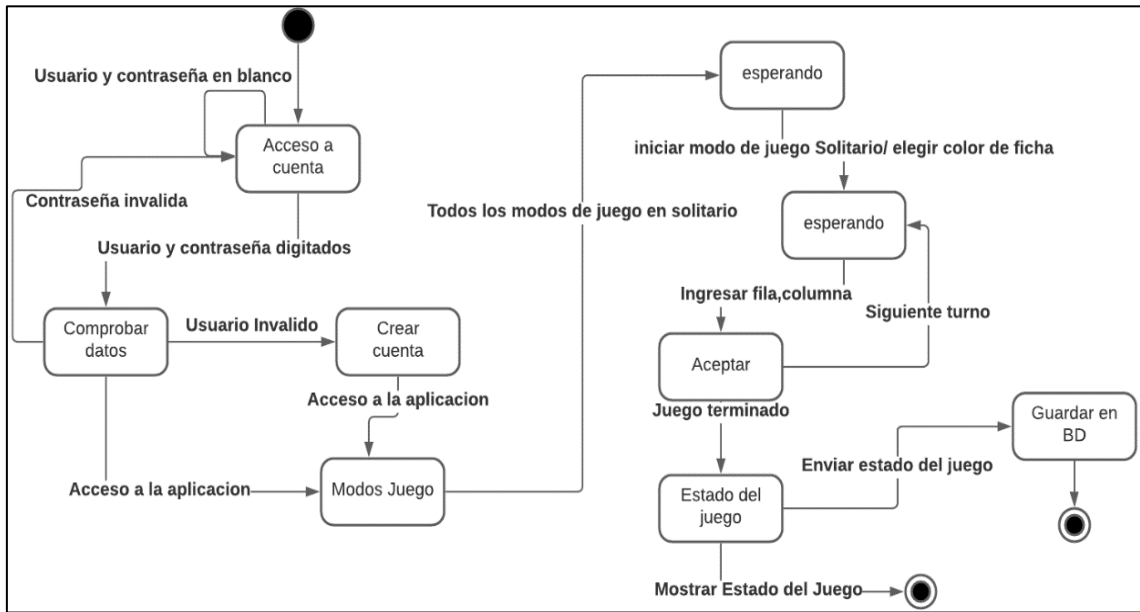 Usuario y contraseña en blanco
Acceso a
cuenta
Contraseña invalida
Usuario y contraseña digitados
Comprobar
datos
Usuario Invalido
Crear
cuenta
Acceso a la aplicacion
Acceso a la aplicacion
Modos Juego
Todos los modos de juego en solitario
esperando
iniciar modo de juego Solitario/ elegir color de ficha
esperando
Ingresar fila,columna
Siguiente turno
Aceptar
Juego terminado
Estado del
juego
Enviar estado del juego
Guardar en
BD
Mostrar Estado del Juego